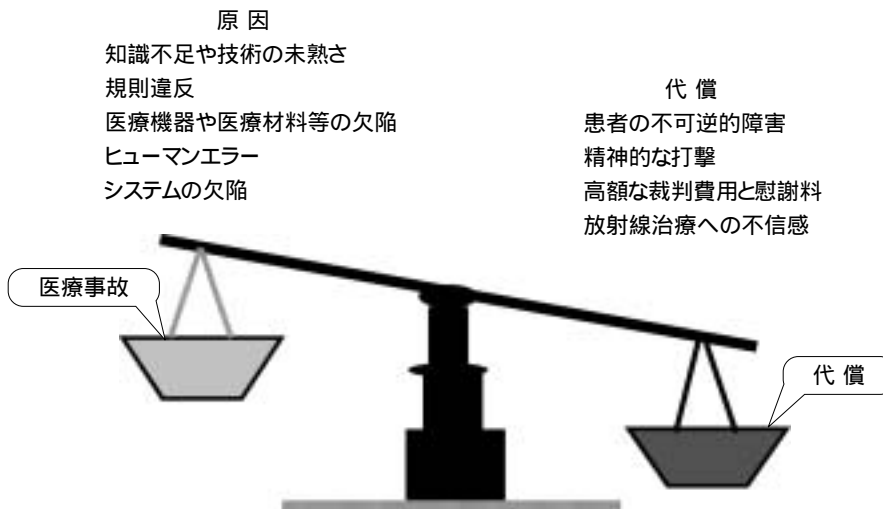 原 因
知識不足や技術の未熟さ
規則違反
医療機器や医療材料等の欠陥
ヒューマンエラー
システムの欠陥
代 償
患者の不可逆的障害
精神的な打撃
高額な裁判費用と慰謝料
放射線治療への不信感
医療事故
代 償